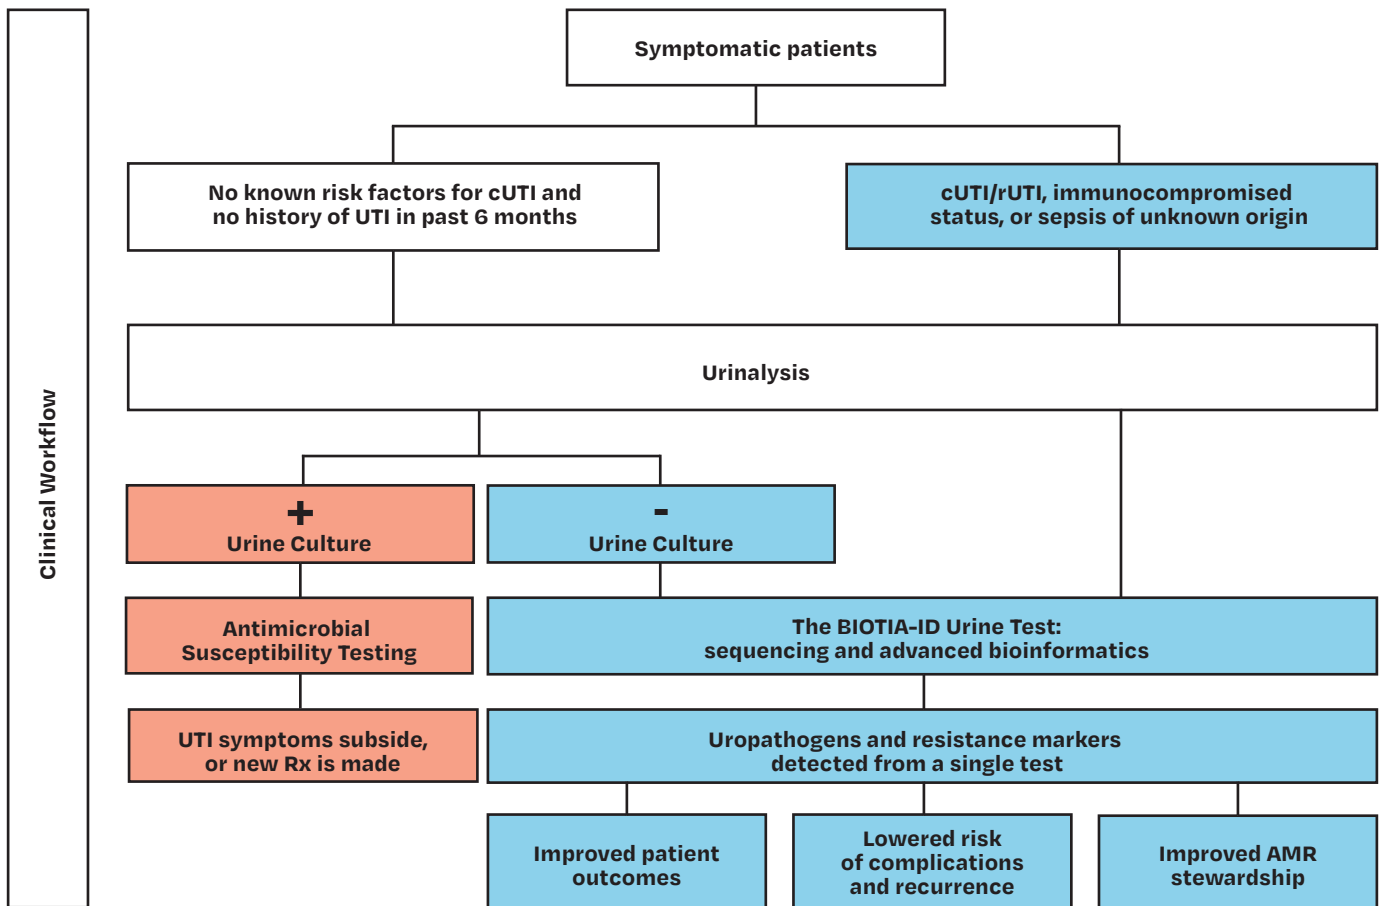 Clinical Workflow
Symptomatic patients
No known risk factors for cUTI and
no history of UTI in past 6 months
cUTI/rUTI, immunocompromised
status, or sepsis of unknown origin
Urinalysis
+
Urine Culture
-
Urine Culture
Antimicrobial
Susceptibility Testing
The BIOTIA-ID Urine Test:
sequencing and advanced bioinformatics
UTI symptoms subside,
or new Rx is made
Uropathogens and resistance markers
detected from a single test
Improved patient
outcomes
Lowered risk
of complications
and recurrence
Improved AMR
stewardship